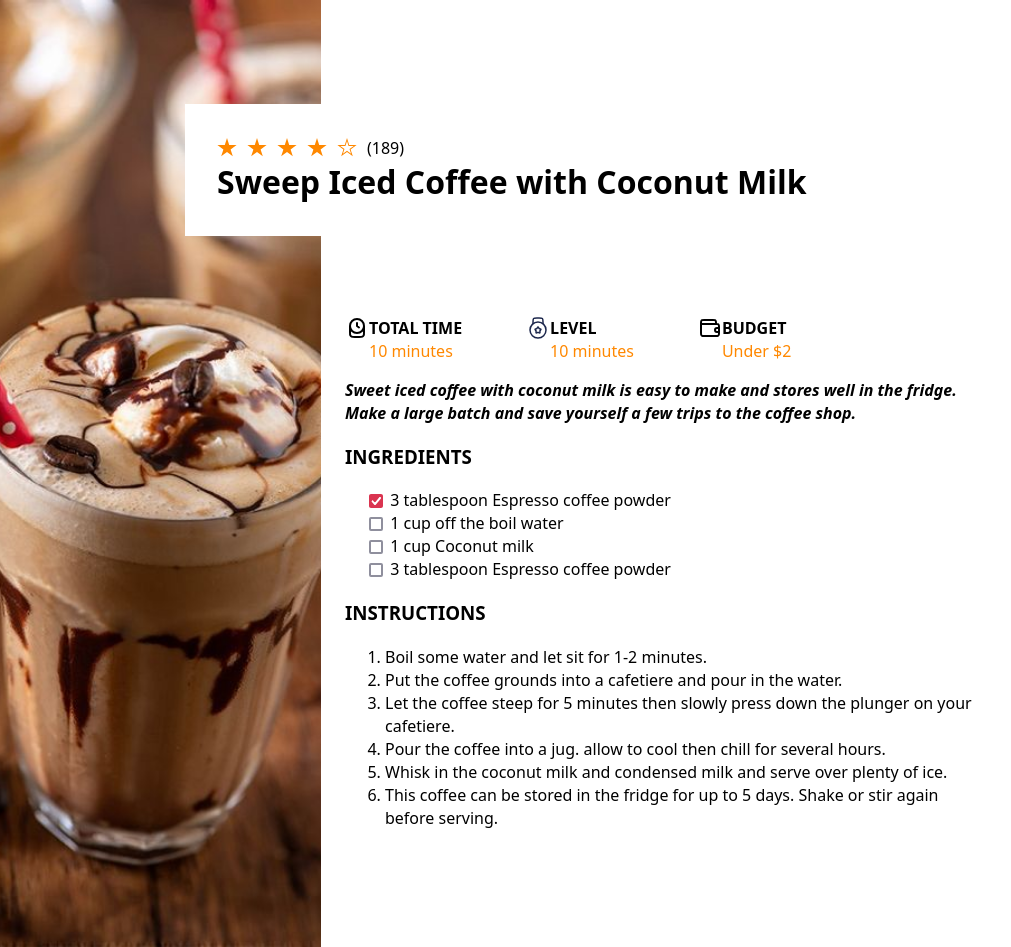 ★ ★ ★ ★ ☆ (189)
Sweep Iced Coffee with Coconut Milk
TOTAL TIME LEVEL BUDGET
10 minutes 10 minutes Under $2
Sweet iced coffee with coconut milk is easy to make and stores well in the fridge.
Make a large batch and save yourself a few trips to the coffee shop.
INGREDIENTS
3 tablespoon Espresso coffee powder
1 cup off the boil water
1 cup Coconut milk
3 tablespoon Espresso coffee powder
INSTRUCTIONS
1. Boil some water and let sit for 1-2 minutes.
2. Put the coffee grounds into a cafetiere and pour in the water.
3. Let the coffee steep for 5 minutes then slowly press down the plunger on your
cafetiere.
4. Pour the coffee into a jug. allow to cool then chill for several hours.
5. Whisk in the coconut milk and condensed milk and serve over plenty of ice.
6. This coffee can be stored in the fridge for up to 5 days. Shake or stir again
before serving.